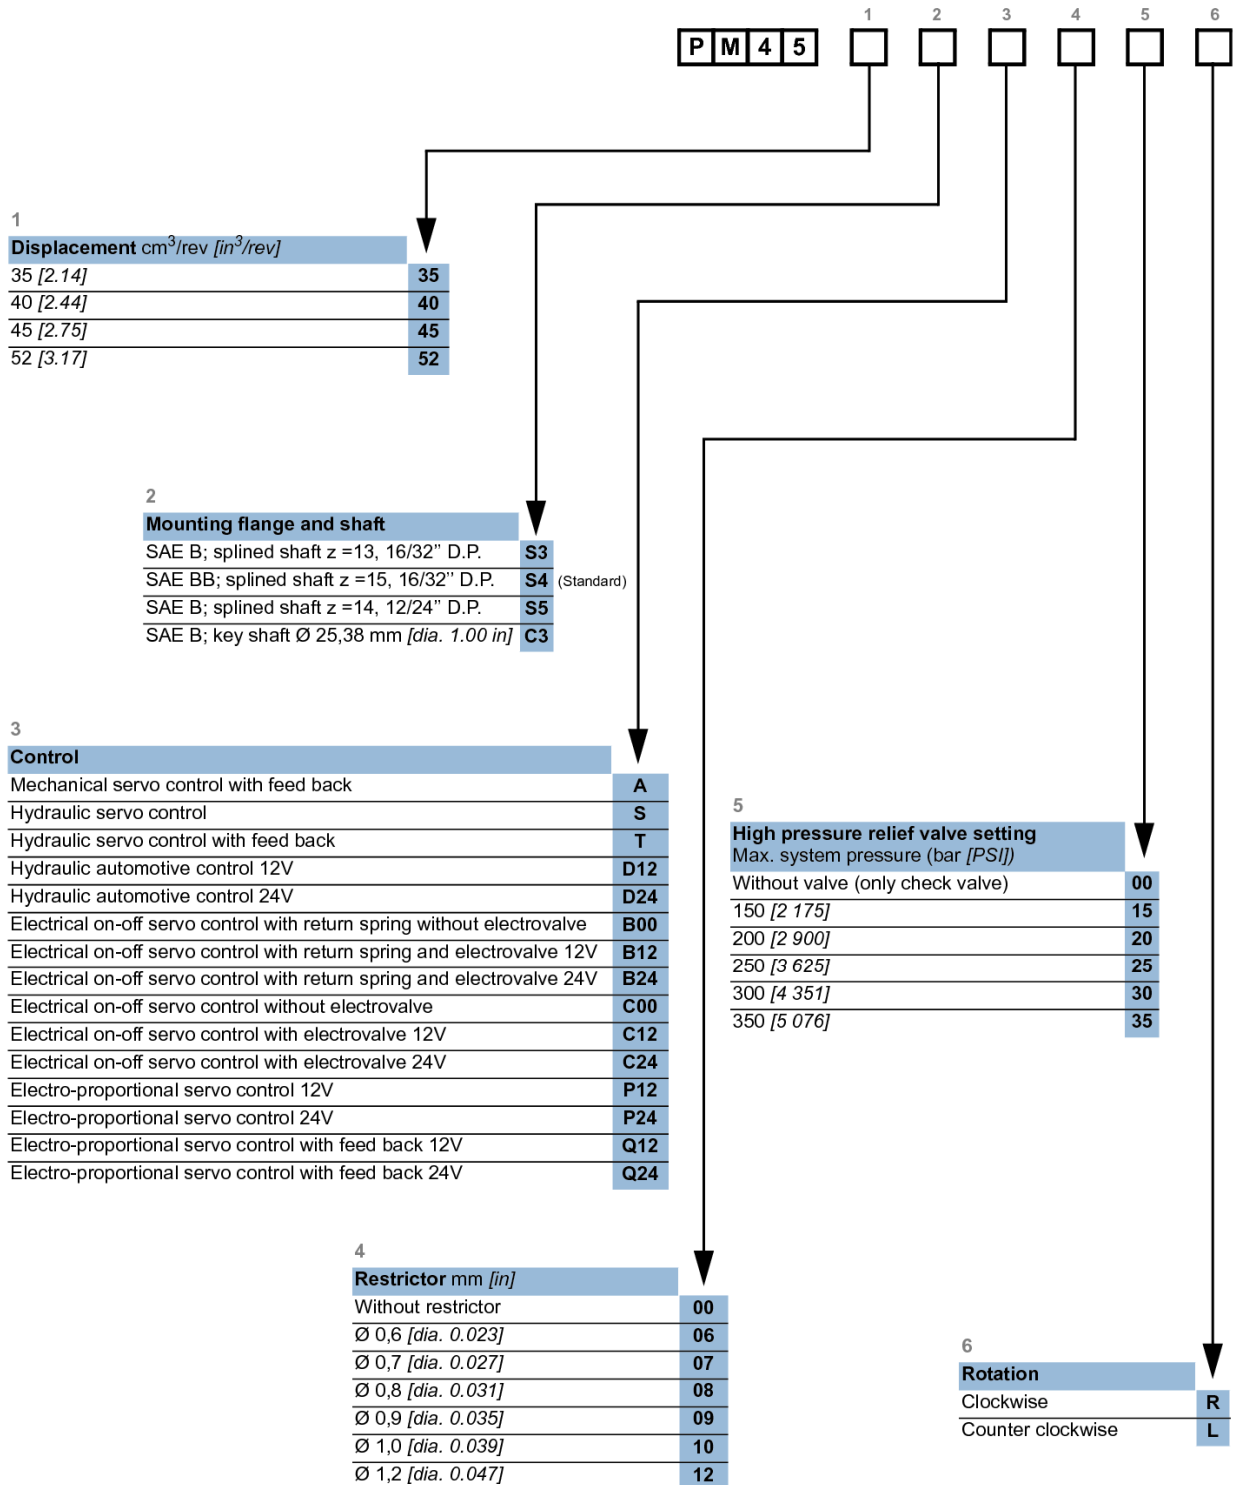 1 2 3 4 5 6
P M 4 5
1
Displacement cm³/rev [in³/rev]
35 [2.14] 35
40 [2.44] 40
45 [2.75] 45
52 [3.17] 52
2
Mounting flange and shaft
SAE B; splined shaft z =13, 16/32” D.P. S3
SAE BB; splined shaft z =15, 16/32” D.P. S4 (Standard)
SAE B; splined shaft z =14, 12/24” D.P. S5
SAE B; key shaft Ø 25,38 mm [dia. 1.00 in] C3
3
Control
Mechanical servo control with feed back A
Hydraulic servo control S
Hydraulic servo control with feed back T
Hydraulic automotive control 12V D12
Hydraulic automotive control 24V D24
Electrical on-off servo control with return spring without electrovalve B00
Electrical on-off servo control with return spring and electrovalve 12V B12
Electrical on-off servo control with return spring and electrovalve 24V B24
Electrical on-off servo control without electrovalve C00
Electrical on-off servo control with electrovalve 12V C12
Electrical on-off servo control with electrovalve 24V C24
Electro-proportional servo control 12V P12
Electro-proportional servo control 24V P24
Electro-proportional servo control with feed back 12V Q12
Electro-proportional servo control with feed back 24V Q24
4
Restrictor mm [in]
Without restrictor 00
Ø 0,6 [dia. 0.023] 06
Ø 0,7 [dia. 0.027] 07
Ø 0,8 [dia. 0.031] 08
Ø 0,9 [dia. 0.035] 09
Ø 1,0 [dia. 0.039] 10
Ø 1,2 [dia. 0.047] 12
5
High pressure relief valve setting
Max. system pressure (bar [PSI])
Without valve (only check valve) 00
150 [2 175] 15
200 [2 900] 20
250 [3 625] 25
300 [4 351] 30
350 [5 076] 35
6
Rotation
Clockwise R
Counter clockwise L